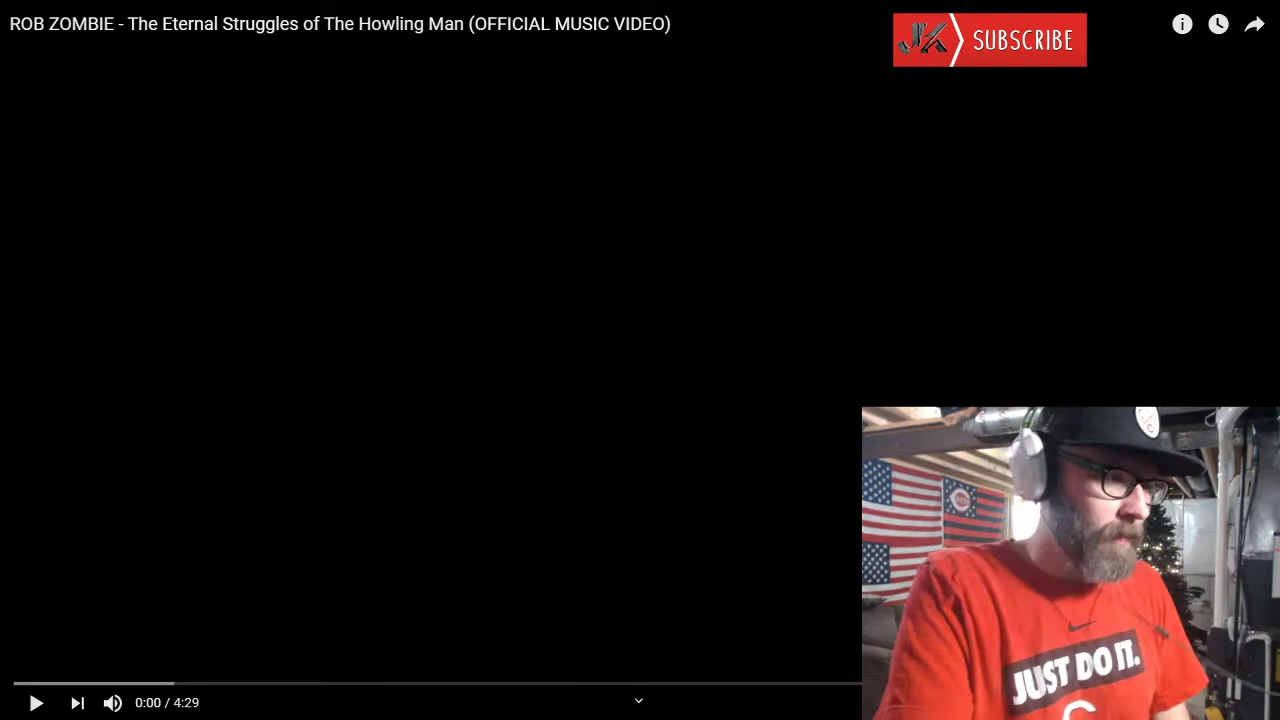 ROB ZOMBIE - The Eternal Struggles of The Howling Man (OFFICIAL MUSIC VIDEO)
JK SUBSCRIBE
0:00 / 4:29
JUST DO IT.